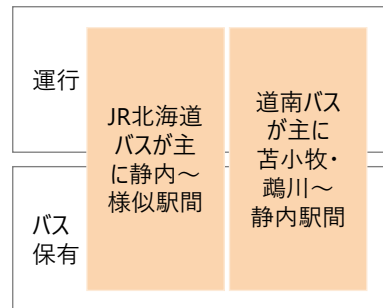 運行
バス
保有
JR北海道
バスが主
に静内～
様似駅間
道南バス
が主に
苫小牧・
鵡川～
静内駅間